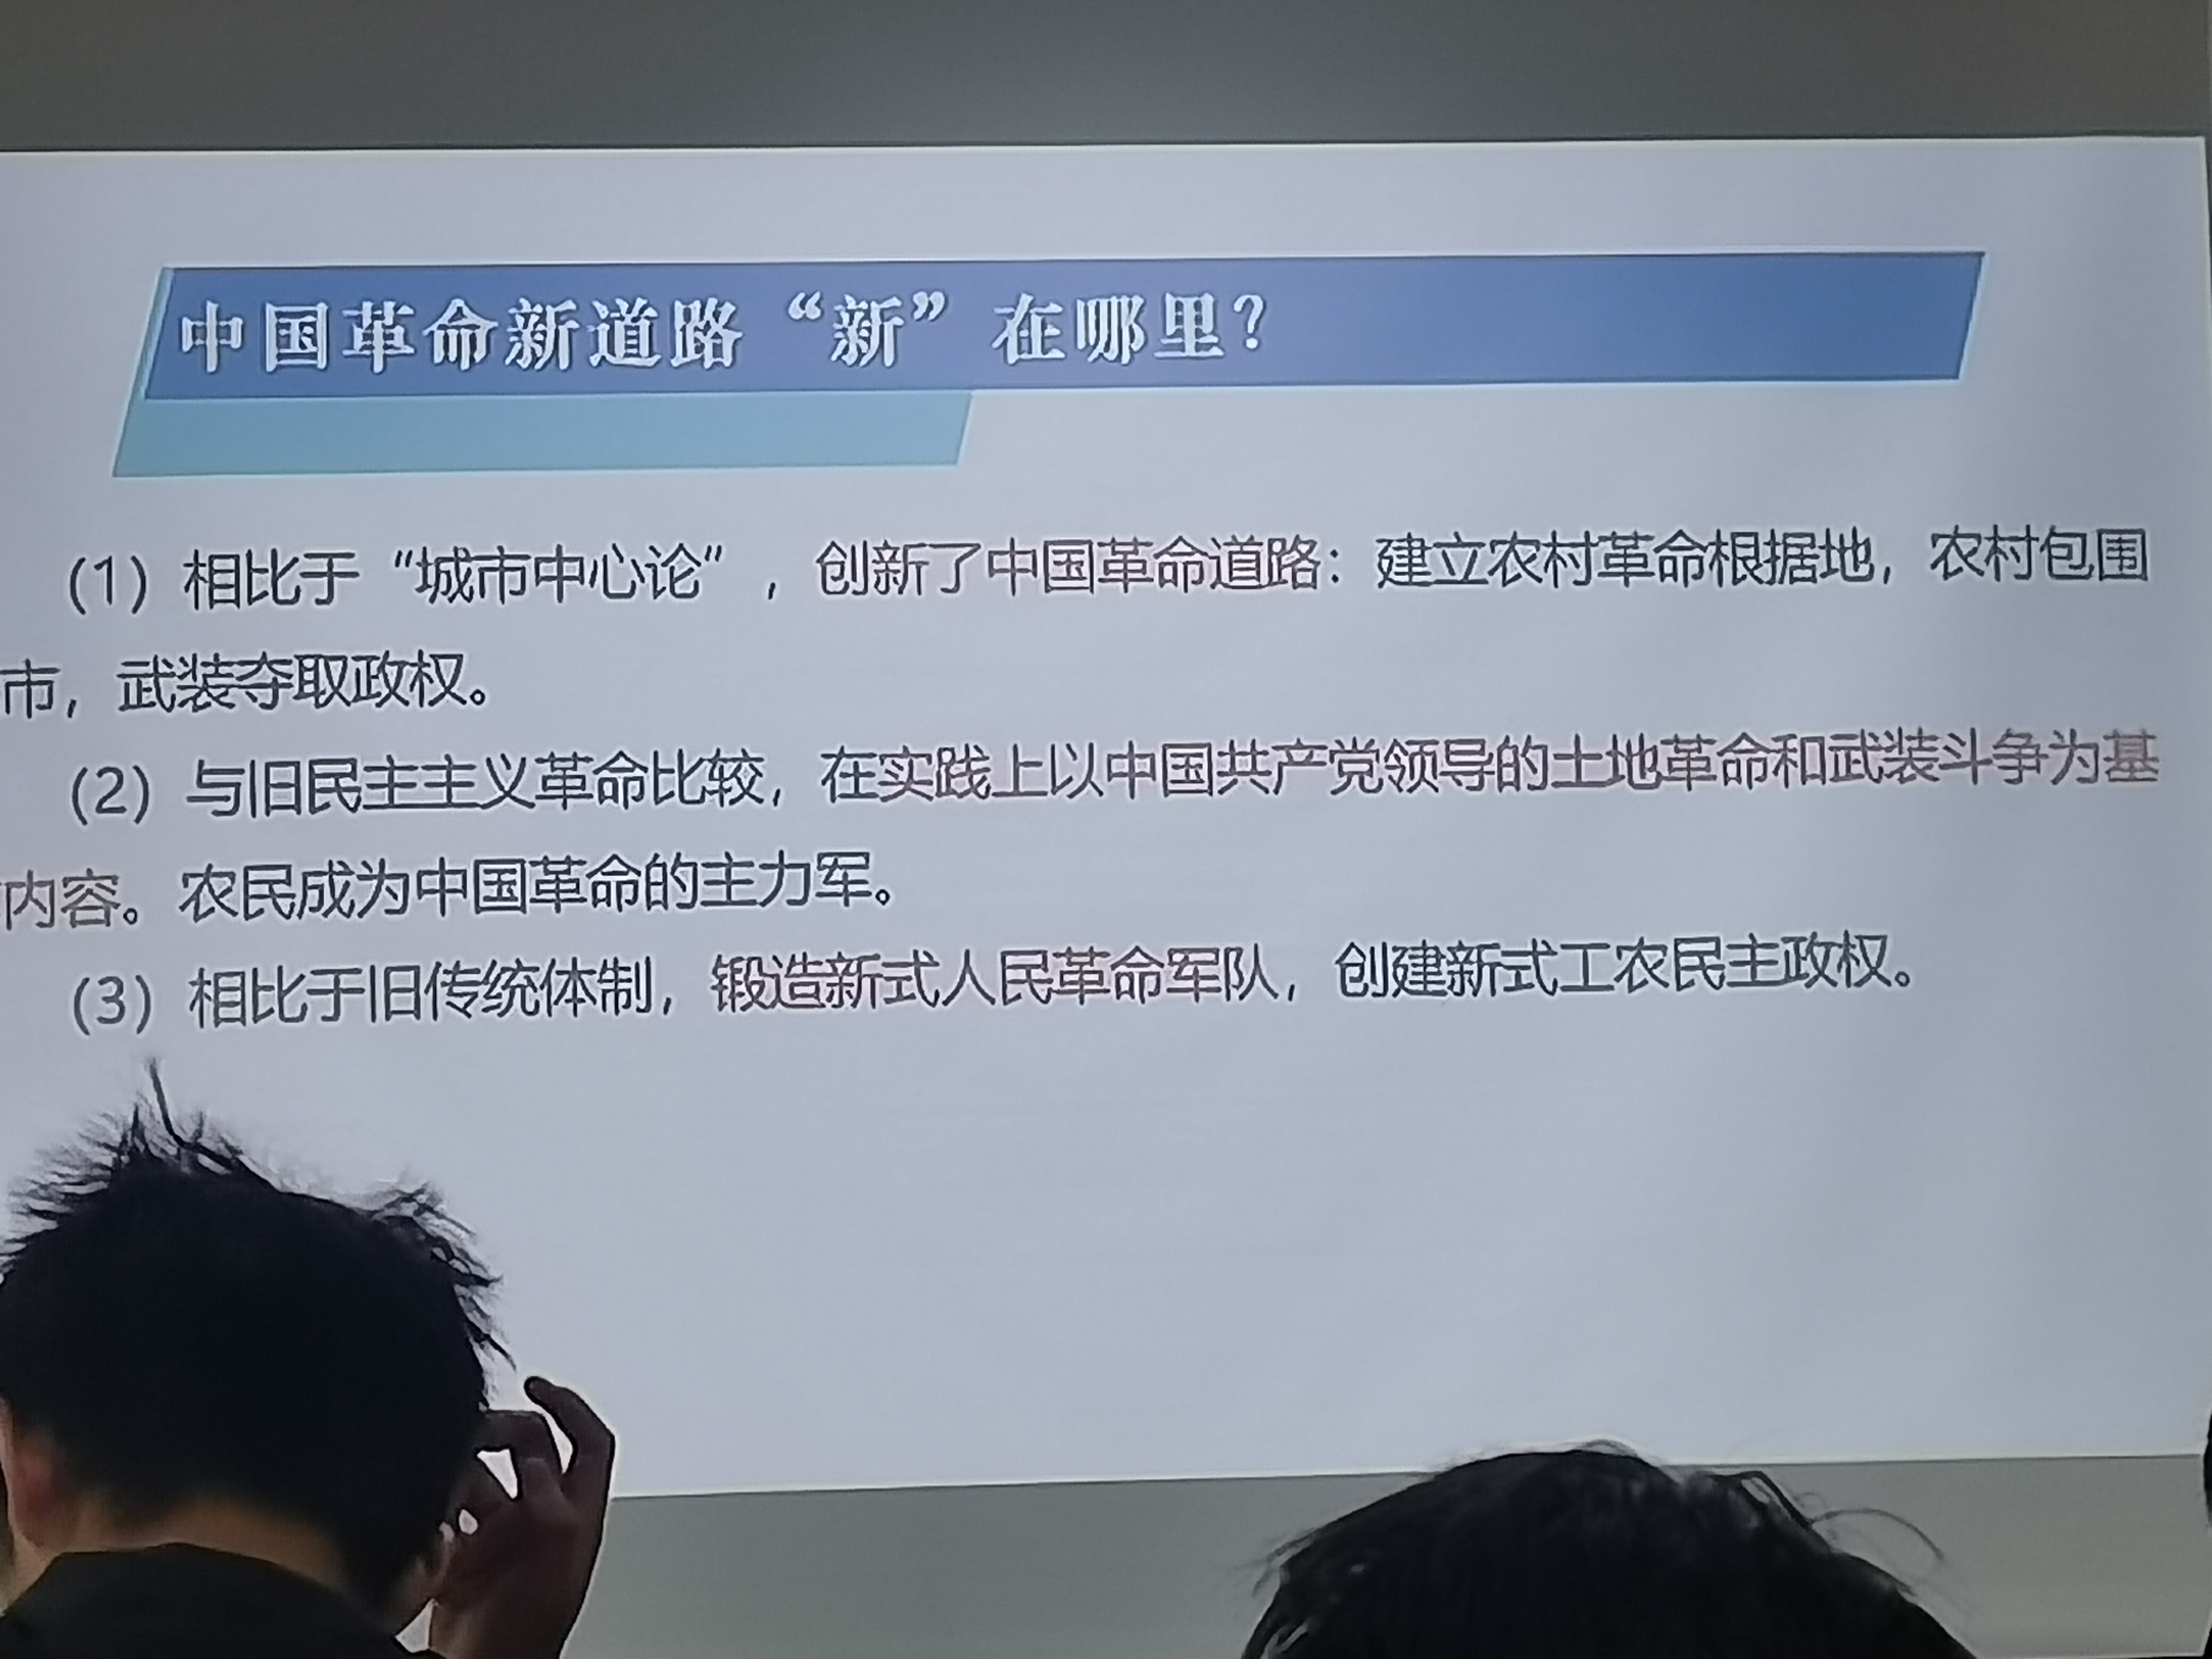 中国革命新道路“新”在哪里？
(1) 相比于“城市中心论”，创新了中国革命道路：建立农村革命根据地，农村包围
市，武装夺取政权。
(2) 与旧民主主义革命比较，在实践上以中国共产党领导的土地革命和武装斗争为基
内容。农民成为中国革命的主力军。
(3) 相比于旧传统体制，锻造新式人民革命军队，创建新式工农民主政权。